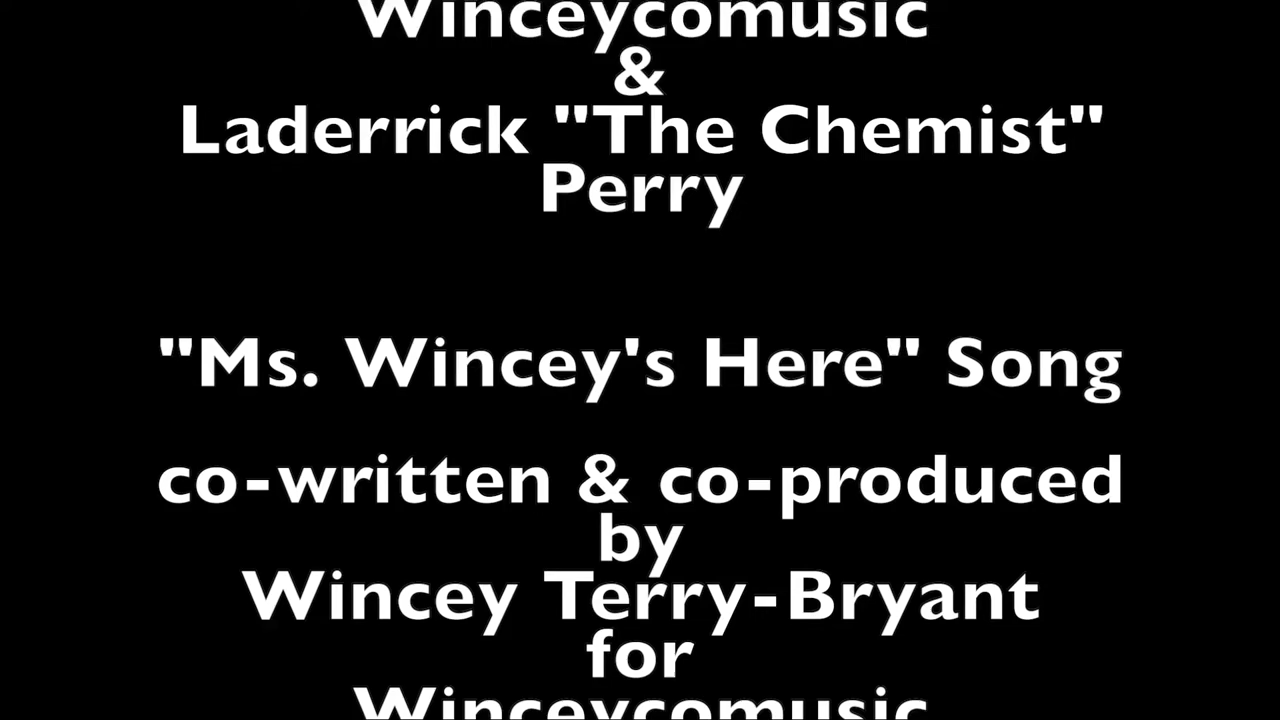 Winceycomusic
&
Laderrick "The Chemist"
Perry
"Ms. Wincey's Here" Song
co-written & co-produced
by
Wincey Terry-Bryant
for
Winceycomusic